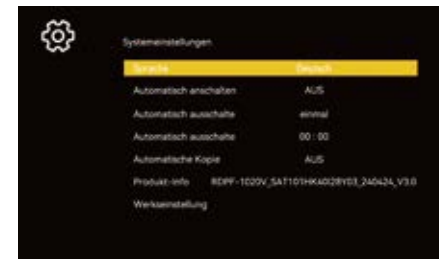 Systemeinstellungen
Sprache Deutsch
Automatisch anschalten AUS
Automatisch ausschalte einmal
Automatisch ausschalte 00 : 00
Automatische Kopie AUS
Produkt-Info RDPF-1020V_SAT101HK40I28Y03_240424_V3.0
Werkseinstellung